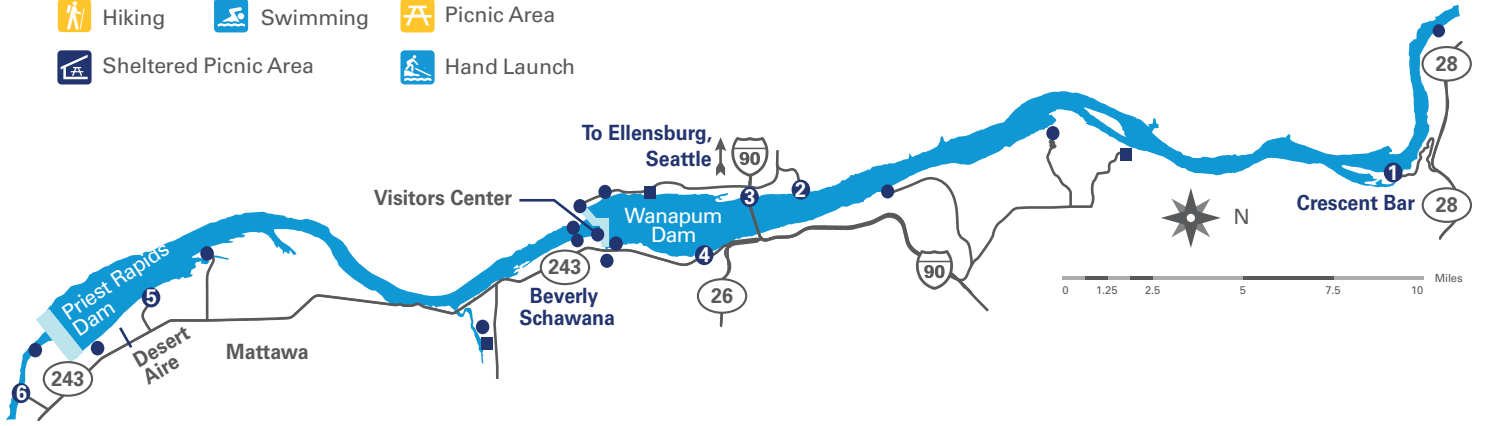 Hiking
Swimming
Picnic Area
Sheltered Picnic Area
Hand Launch
28
To Ellensburg,
Seattle
90
Visitors Center
Wanapum
Dam
1
2
3
4
Crescent Bar
28
N
243
90
26
Beverly
Schawana
0 1.25 2.5 5 7.5 10 Miles
Priest Rapids
Dam
5
Desert
Aire
Mattawa
243
6